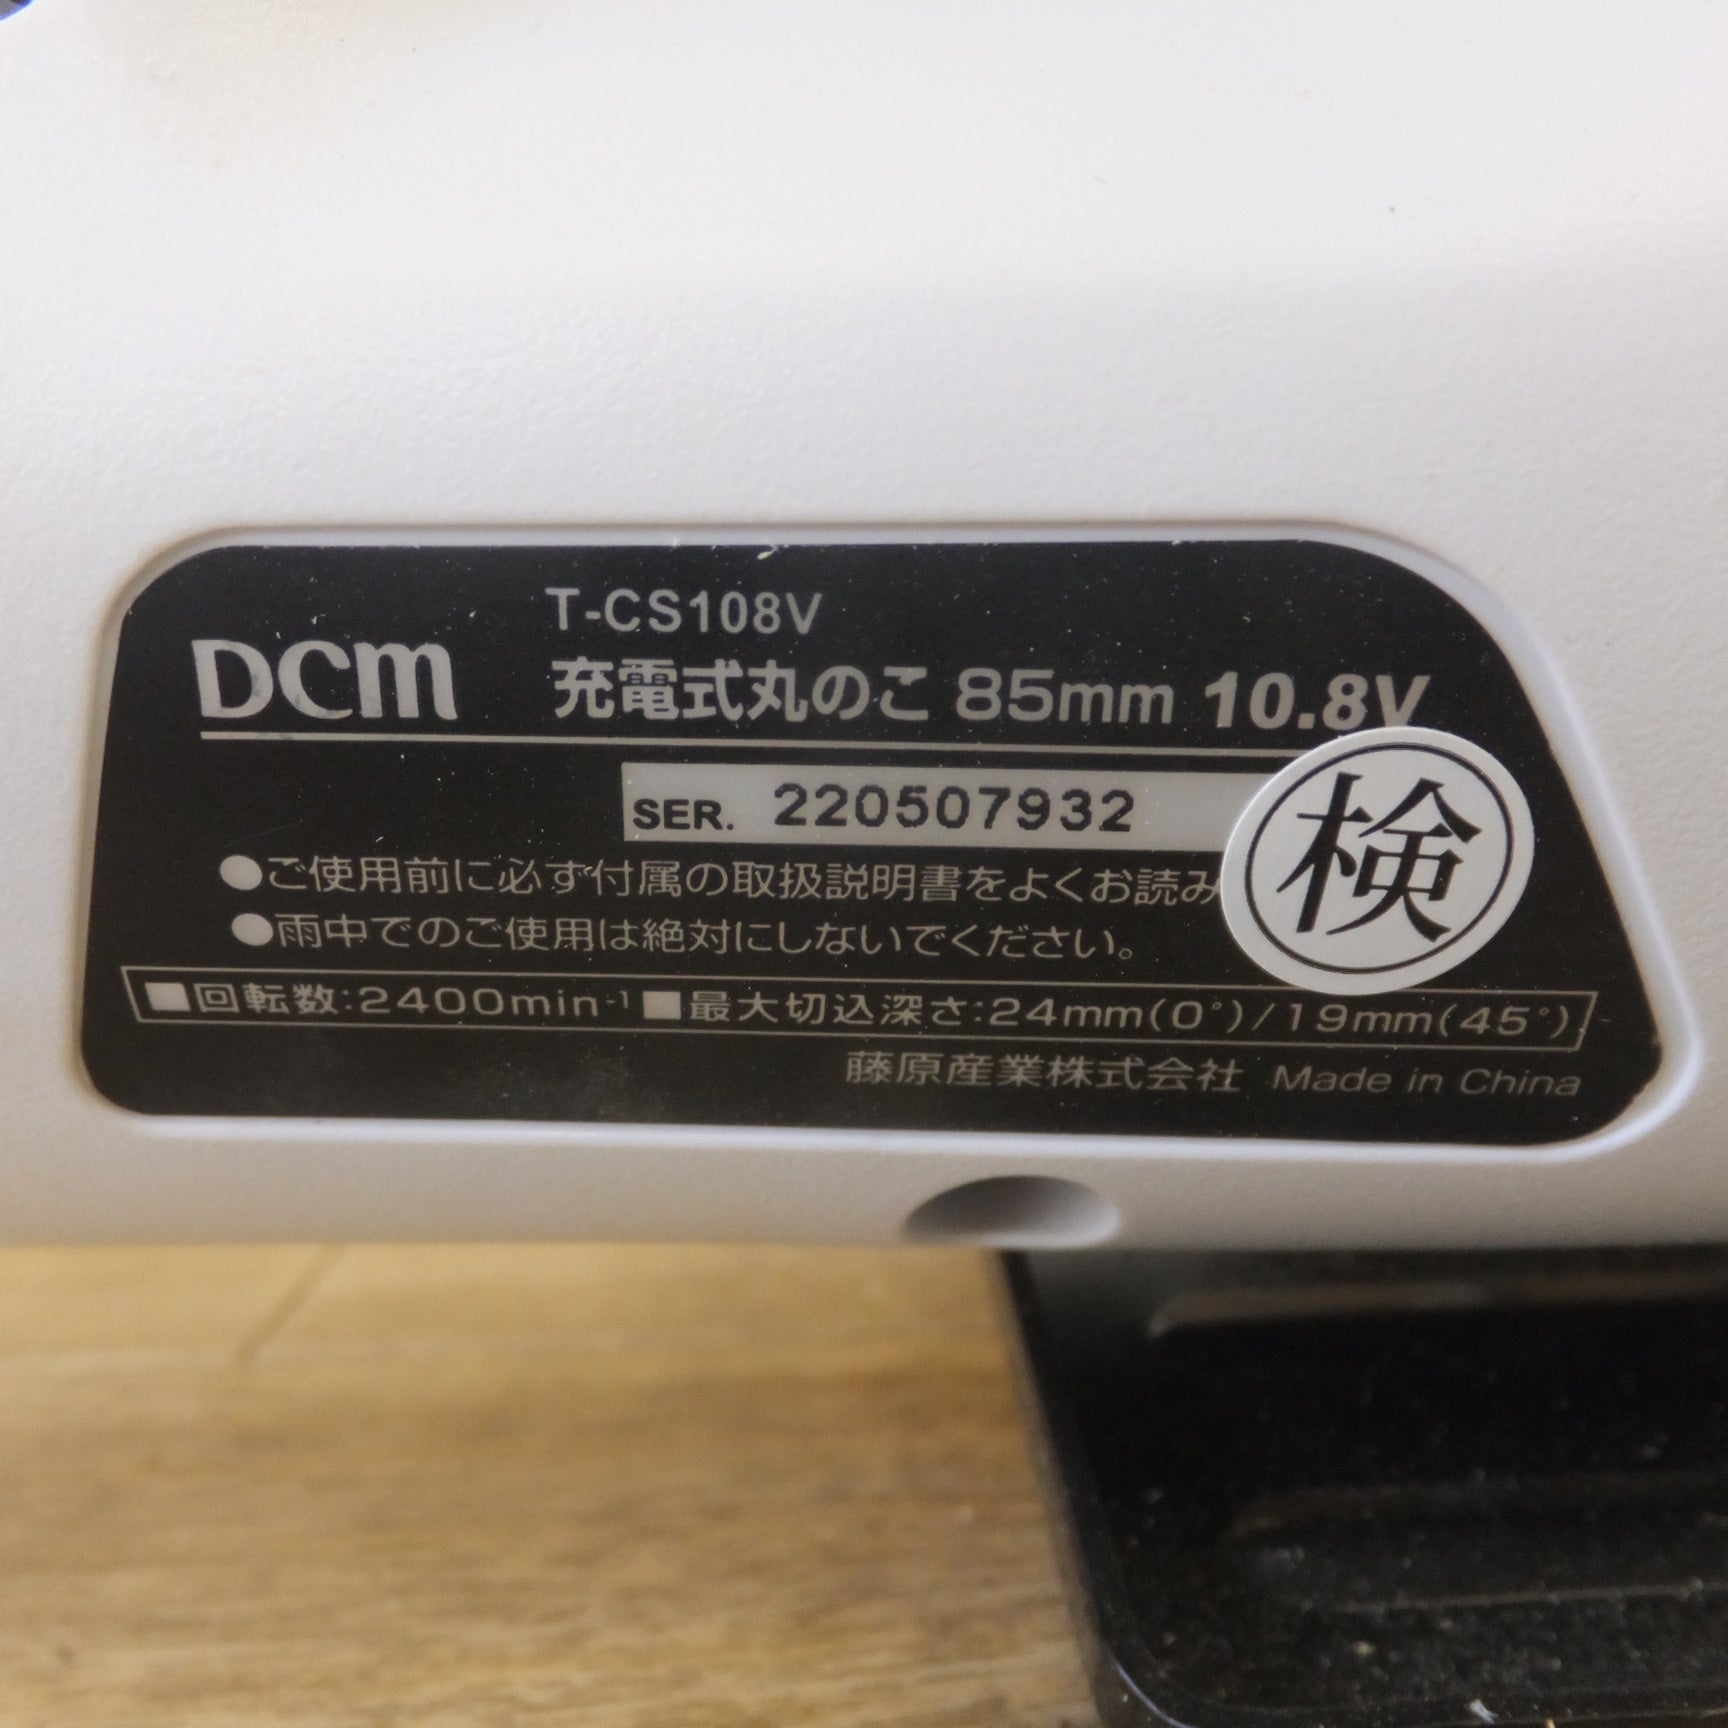 T-CS108V
DCM
充電式丸のこ 85mm 10.8V
SER. 220507932
検
●ご使用前に必ず付属の取扱説明書をよくお読み
●雨中でのご使用は絶対にしないでください。
■回転数:2400min-1 ■最大切込深さ:24mm(0°)/19mm(45°)
藤原産業株式会社 Made in China